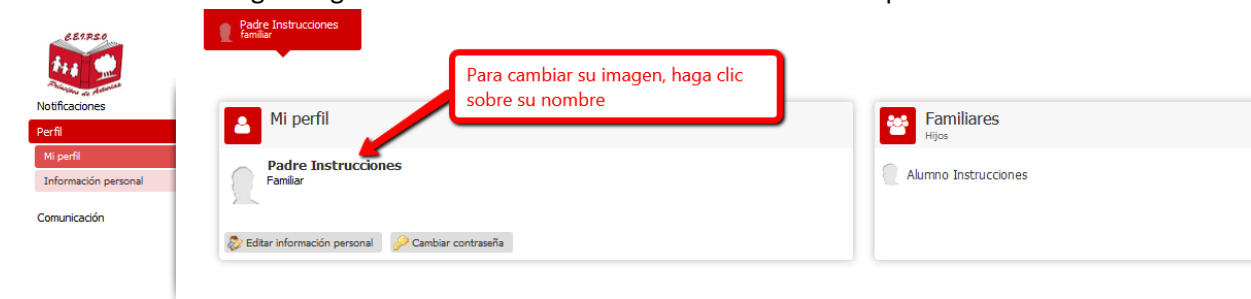 Padre Instrucciones
familiar
C.E.I.P.S.O
Príncipes de Asturias
Notificaciones
Perfil
Mi perfil
Información personal
Comunicación
Para cambiar su imagen, haga clic
sobre su nombre
Mi perfil
Padre Instrucciones
Familiar
Editar información personal
Cambiar contraseña
Familiares
Hijos
Alumno Instrucciones